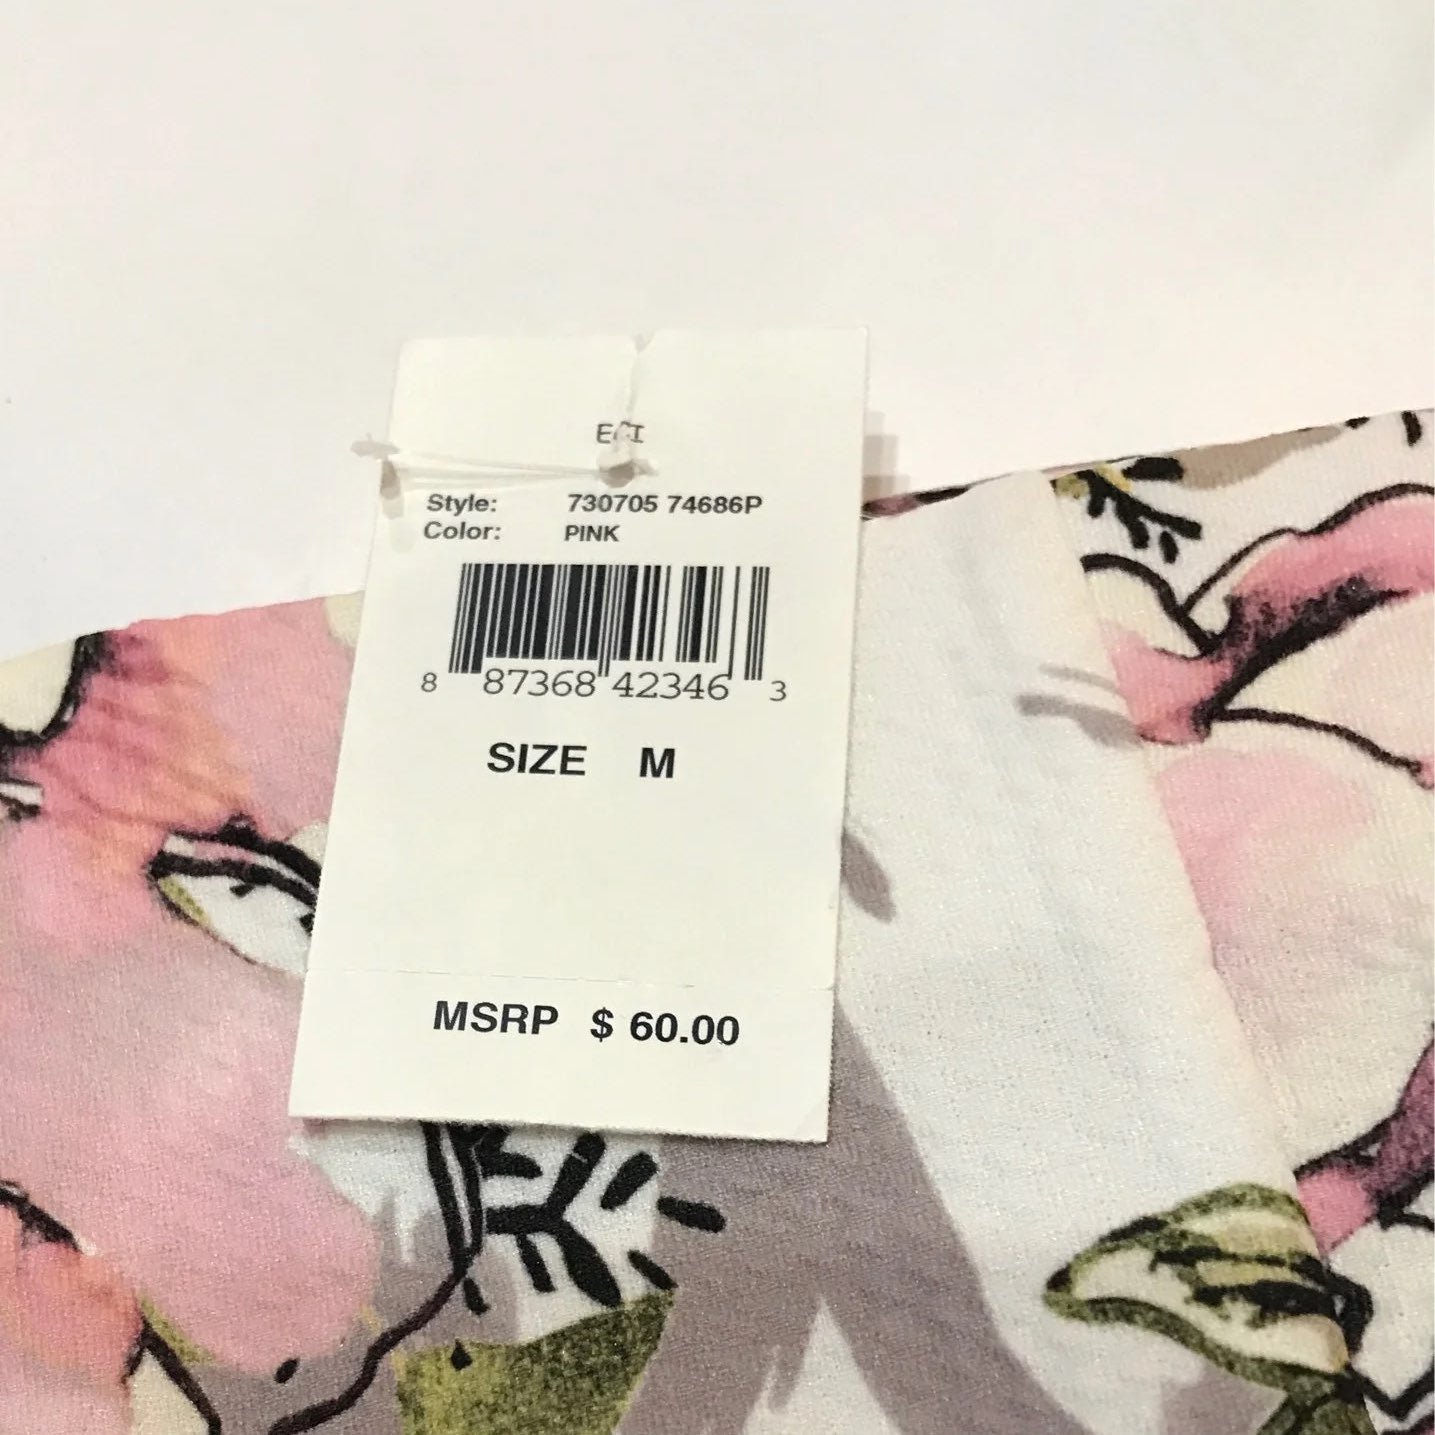 ECI
Style: 730705 74686P
Color: PINK
8 87368 42346 3
SIZE M
MSRP $ 60.00